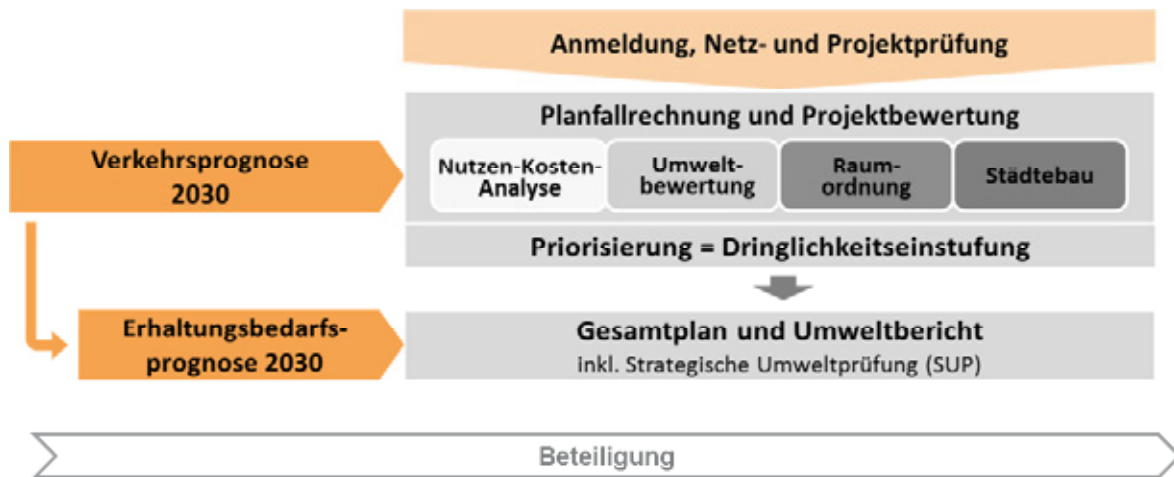 Anmeldung, Netz- und Projektprüfung
Planfallrechnung und Projektbewertung
Verkehrsprognose
2030
Nutzen-Kosten-
Analyse
Umwelt-
bewertung
Raum-
ordnung
Städtebau
Priorisierung = Dringlichkeitseinstufung
Erhaltungsbedarfs-
prognose 2030
Gesamtplan und Umweltbericht
inkl. Strategische Umweltprüfung (SUP)
Beteiligung